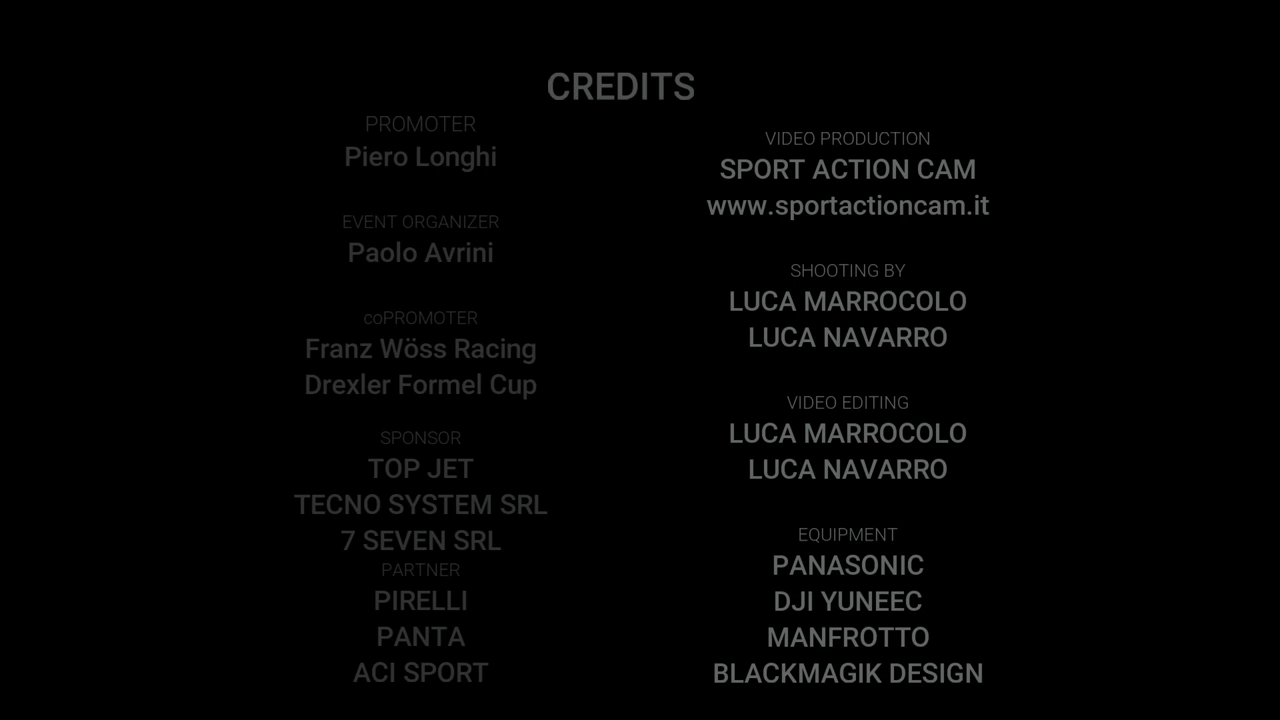 CREDITS
PROMOTER
Piero Longhi
EVENT ORGANIZER
Paolo Avrini
coPROMOTER
Franz Wöss Racing
Drexler Formel Cup
SPONSOR
TOP JET
TECNO SYSTEM SRL
7 SEVEN SRL
PARTNER
PIRELLI
PANTA
ACI SPORT
VIDEO PRODUCTION
SPORT ACTION CAM
www.sportactioncam.it
SHOOTING BY
LUCA MARROCOLO
LUCA NAVARRO
VIDEO EDITING
LUCA MARROCOLO
LUCA NAVARRO
EQUIPMENT
PANASONIC
DJI YUNEEC
MANFROTTO
BLACKMAGIK DESIGN